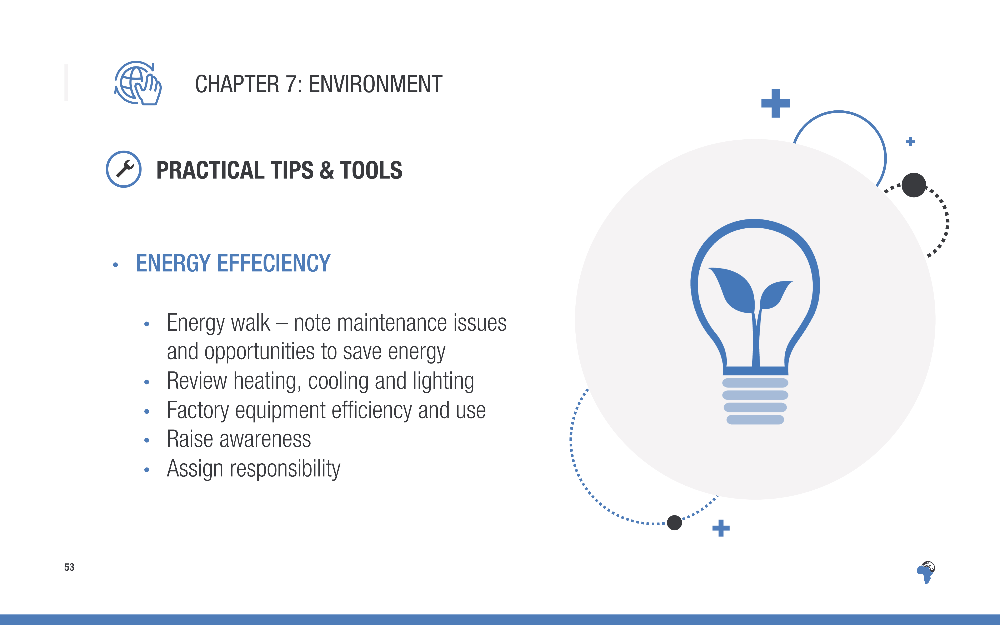 CHAPTER 7: ENVIRONMENT
PRACTICAL TIPS & TOOLS
• ENERGY EFFECIENCY
• Energy walk – note maintenance issues
and opportunities to save energy
• Review heating, cooling and lighting
• Factory equipment efficiency and use
• Raise awareness
• Assign responsibility
53